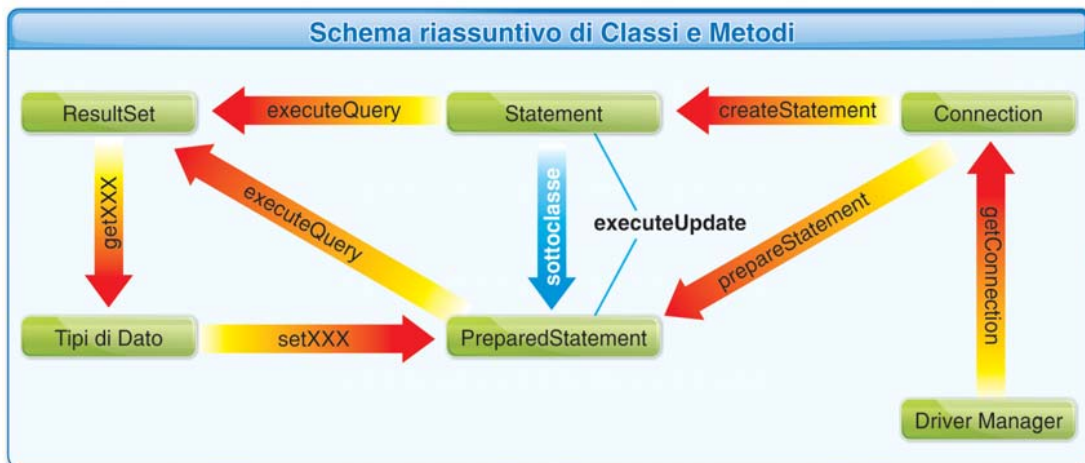 Schema riassuntivo di Classi e Metodi
ResultSet
executeQuery
Statement
createStatement
Connection
getXXX
executeQuery
sottoclasse
executeUpdate
prepareStatement
getConnection
Tipi di Dato
setXXX
PreparedStatement
Driver Manager